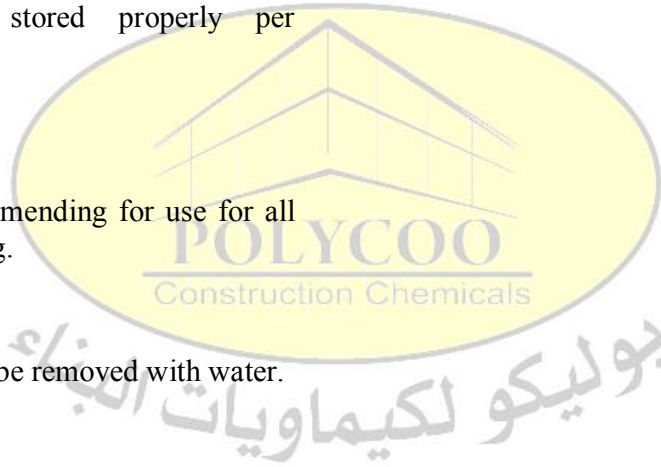 stored properly per
mending for use for all
g.
POLYCOO
Construction Chemicals
be removed with water.
بوليكو لكيماويات البناء